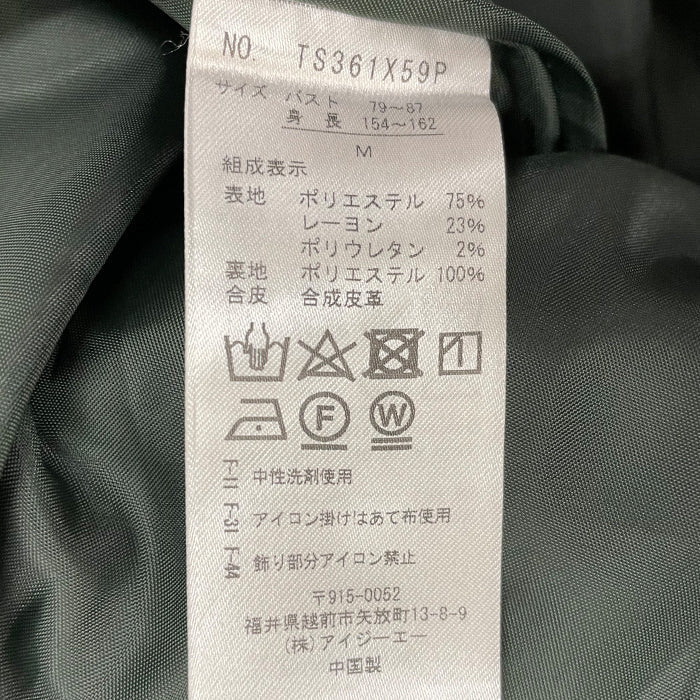 NO. TS361X59P
サイズ バスト 79～87
身長 154～162
M
組成表示
表地 ポリエステル 75%
レーヨン 23%
ポリウレタン 2%
裏地 ポリエステル 100%
合皮 合成皮革
F W
F-11 中性洗剤使用
F-31 アイロン掛けはあて布使用
F-44 飾り部分アイロン禁止
〒915-0052
福井県越前市矢放町13-8-9
(株)アイジーエー
中国製